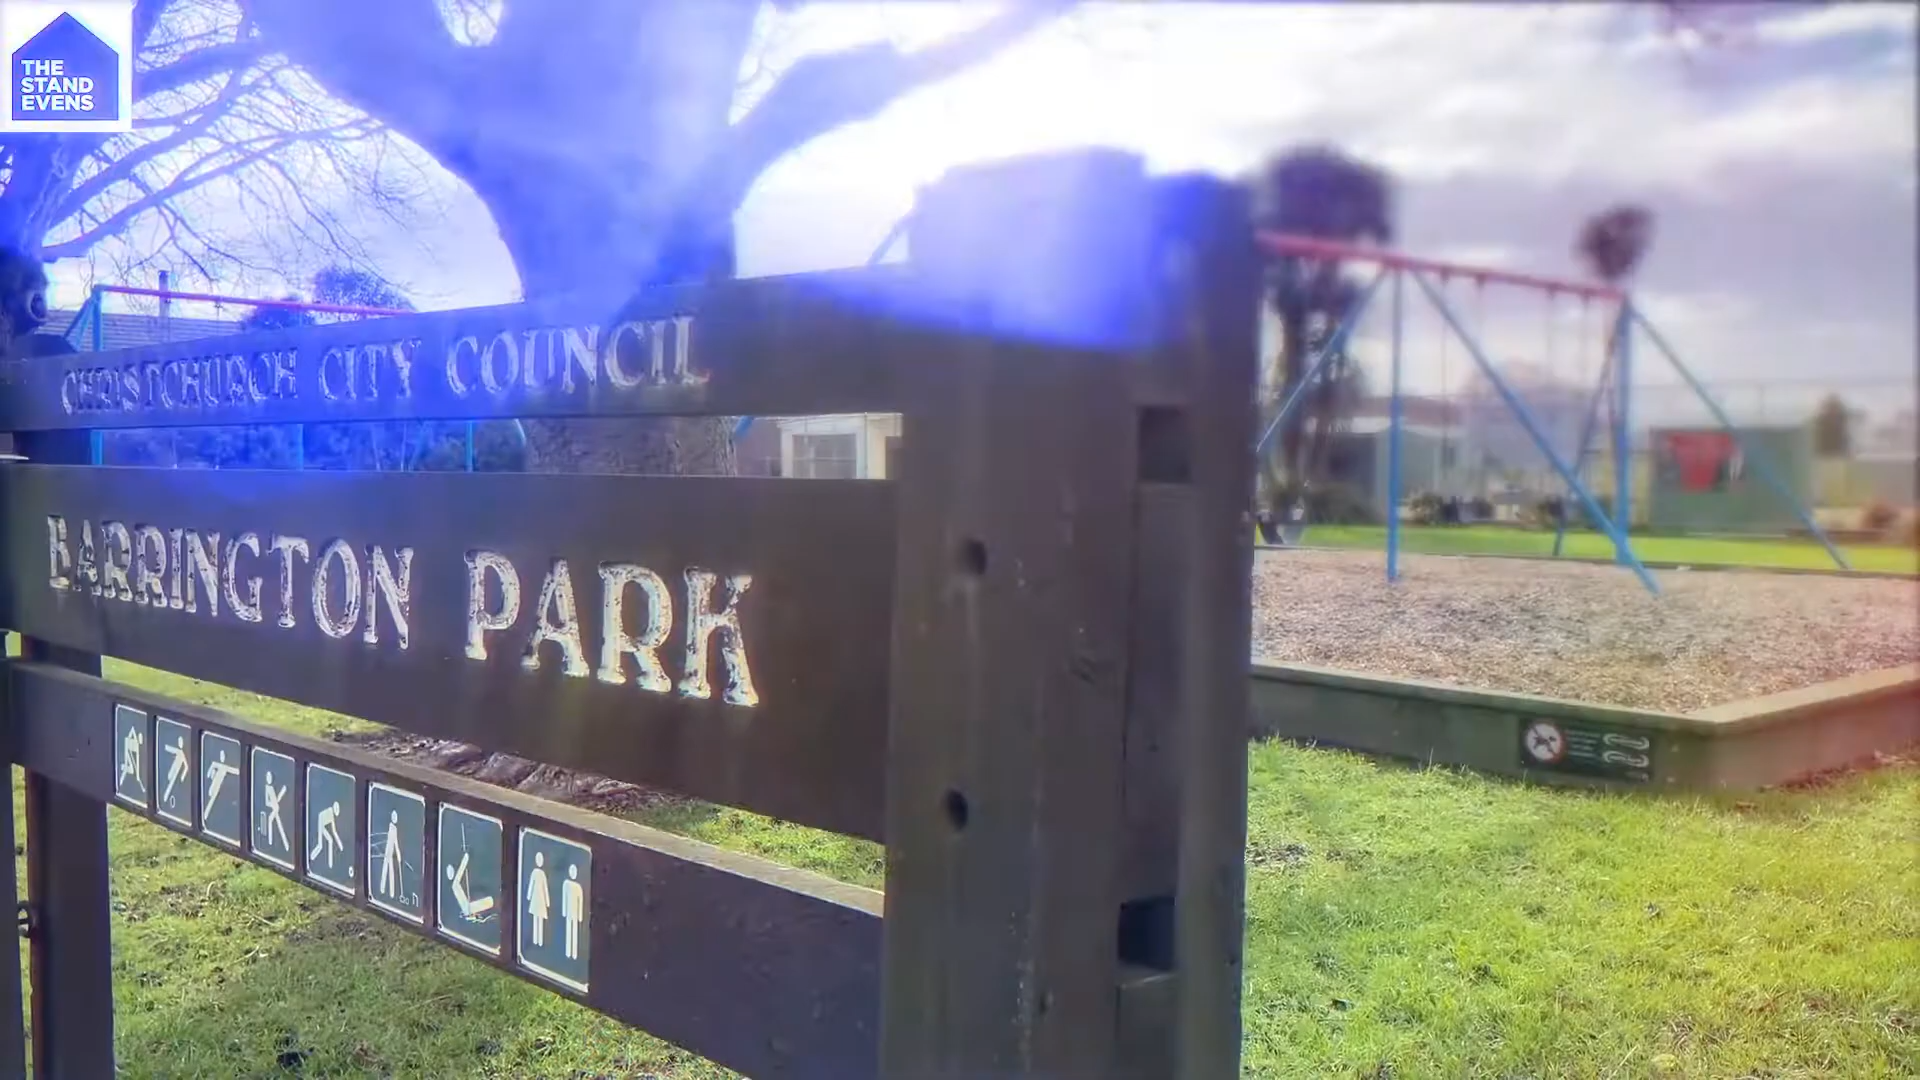 THE
STAND
EVENS
CHRISTCHURCH CITY COUNCIL
BARRINGTON PARK